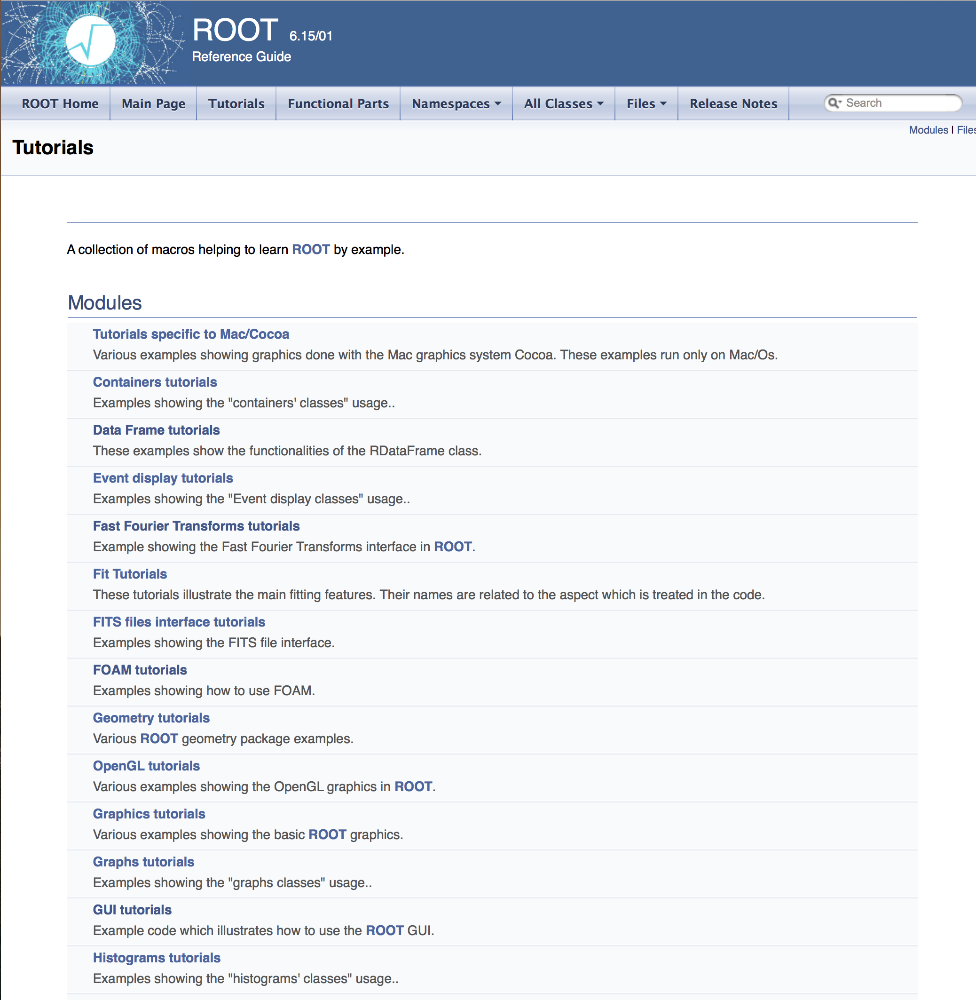 ROOT 6.15/01
Reference Guide
ROOT Home Main Page Tutorials Functional Parts Namespaces All Classes Files Release Notes Search
Modules | Files
Tutorials
A collection of macros helping to learn ROOT by example.
Modules
Tutorials specific to Mac/Cocoa
Various examples showing graphics done with the Mac graphics system Cocoa. These examples run only on Mac/Os.
Containers tutorials
Examples showing the "containers' classes" usage..
Data Frame tutorials
These examples show the functionalities of the RDataFrame class.
Event display tutorials
Examples showing the "Event display classes" usage..
Fast Fourier Transforms tutorials
Example showing the Fast Fourier Transforms interface in ROOT.
Fit Tutorials
These tutorials illustrate the main fitting features. Their names are related to the aspect which is treated in the code.
FITS files interface tutorials
Examples showing the FITS file interface.
FOAM tutorials
Examples showing how to use FOAM.
Geometry tutorials
Various ROOT geometry package examples.
OpenGL tutorials
Various examples showing the OpenGL graphics in ROOT.
Graphics tutorials
Various examples showing the basic ROOT graphics.
Graphs tutorials
Examples showing the "graphs classes" usage..
GUI tutorials
Example code which illustrates how to use the ROOT GUI.
Histograms tutorials
Examples showing the "histograms' classes" usage..